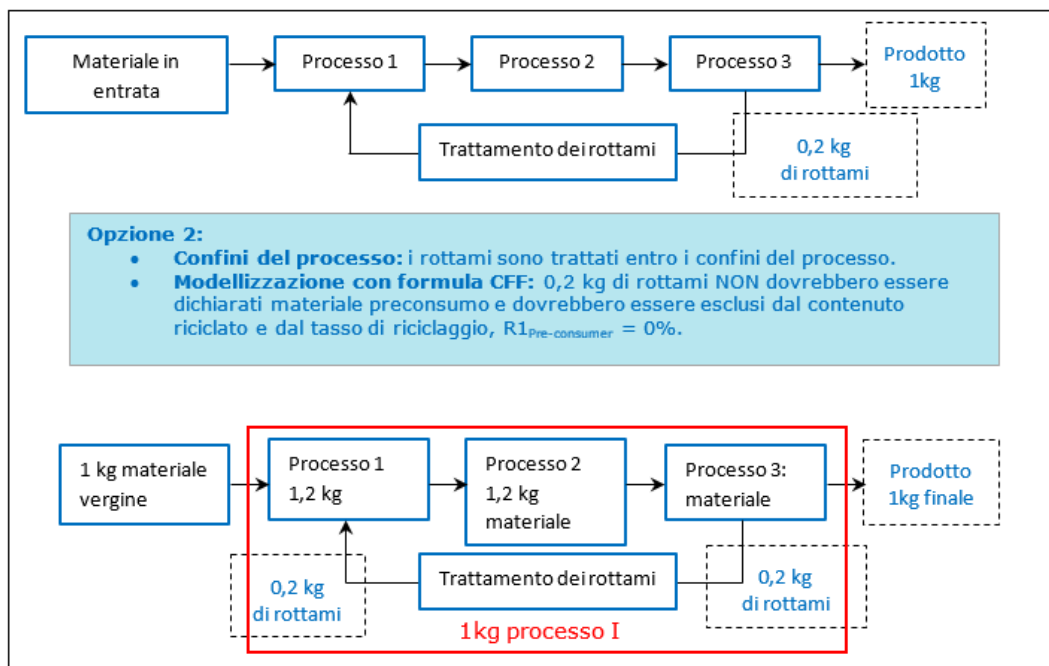 Materiale in
entrata
Processo 1
Processo 2
Processo 3
Prodotto
1kg
Trattamento dei rottami
0,2 kg
di rottami
Opzione 2:
• Confini del processo: i rottami sono trattati entro i confini del processo.
• Modellizzazione con formula CFF: 0,2 kg di rottami NON dovrebbero essere
dichiarati materiale preconsumo e dovrebbero essere esclusi dal contenuto
riciclato e dal tasso di riciclaggio, R1Pre-consumer = 0%.
1 kg materiale
vergine
Processo 1
1,2 kg
Processo 2
1,2 kg
materiale
Processo 3:
materiale
Prodotto
1kg finale
0,2 kg
di rottami
Trattamento dei rottami
0,2 kg
di rottami
1kg processo I